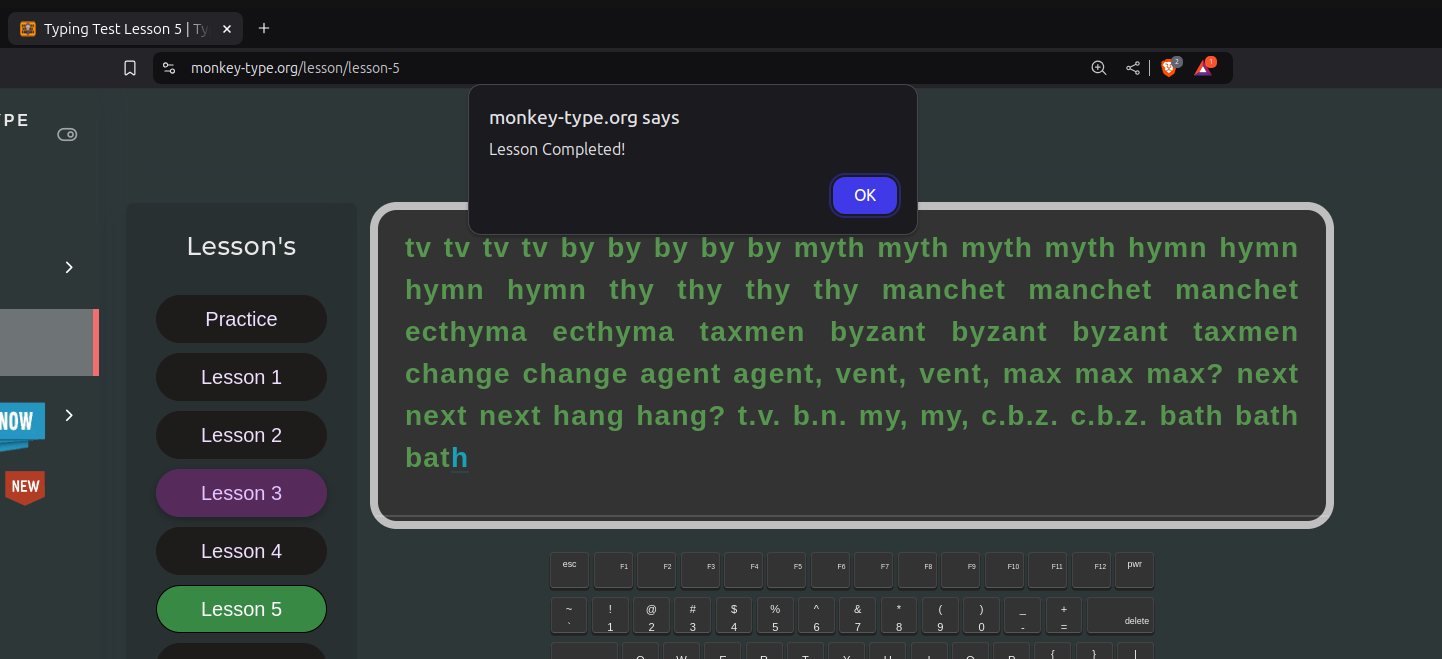 Typing Test Lesson 5 | Ty
monkey-type.org/lesson/lesson-5
2
1
YPE
monkey-type.org says
Lesson Completed!
OK
Lesson's
Practice
Lesson 1
Lesson 2
Lesson 3
Lesson 4
Lesson 5
NOW
NEW
tv tv tv tv by by by by by myth myth myth myth hymn hymn
hymn hymn thy thy thy thy manchet manchet manchet
ecthyma ecthyma taxmen byzant byzant byzant taxmen
change change agent agent, vent, vent, max max max? next
next next hang hang? t.v. b.n. my, my, c.b.z. c.b.z. bath bath
bath
esc F1 F2 F3 F4 F5 F6 F7 F8 F9 F10 F11 F12 pwr
~ ! @ # $ % ^ & * ( ) _ +
` 1 2 3 4 5 6 7 8 9 0 - = delete
{ } |